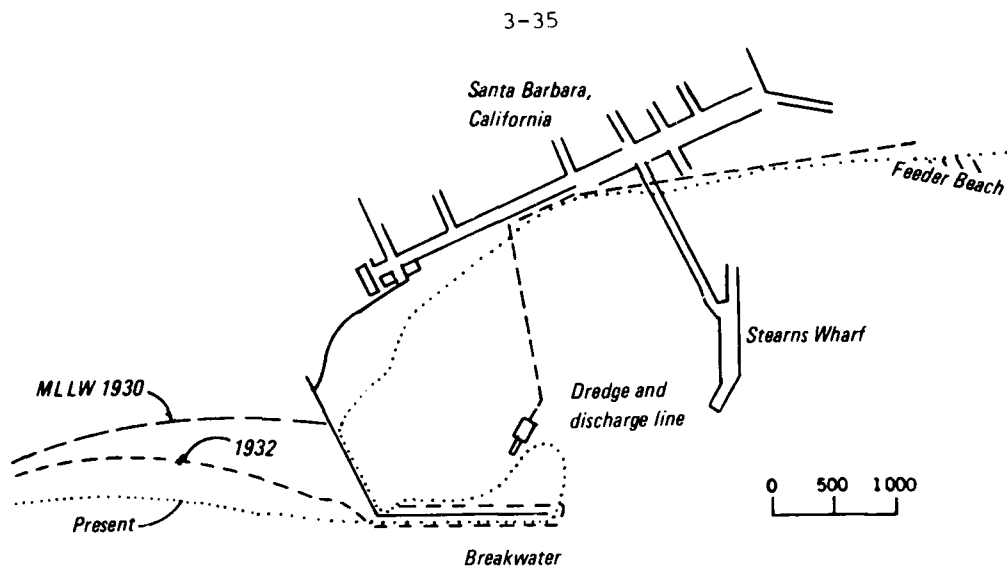 3-35
Santa Barbara,
California
Feeder Beach
Stearns Wharf
MLLW 1930
Dredge and
discharge line
1932
0 500 1000
Present
Breakwater